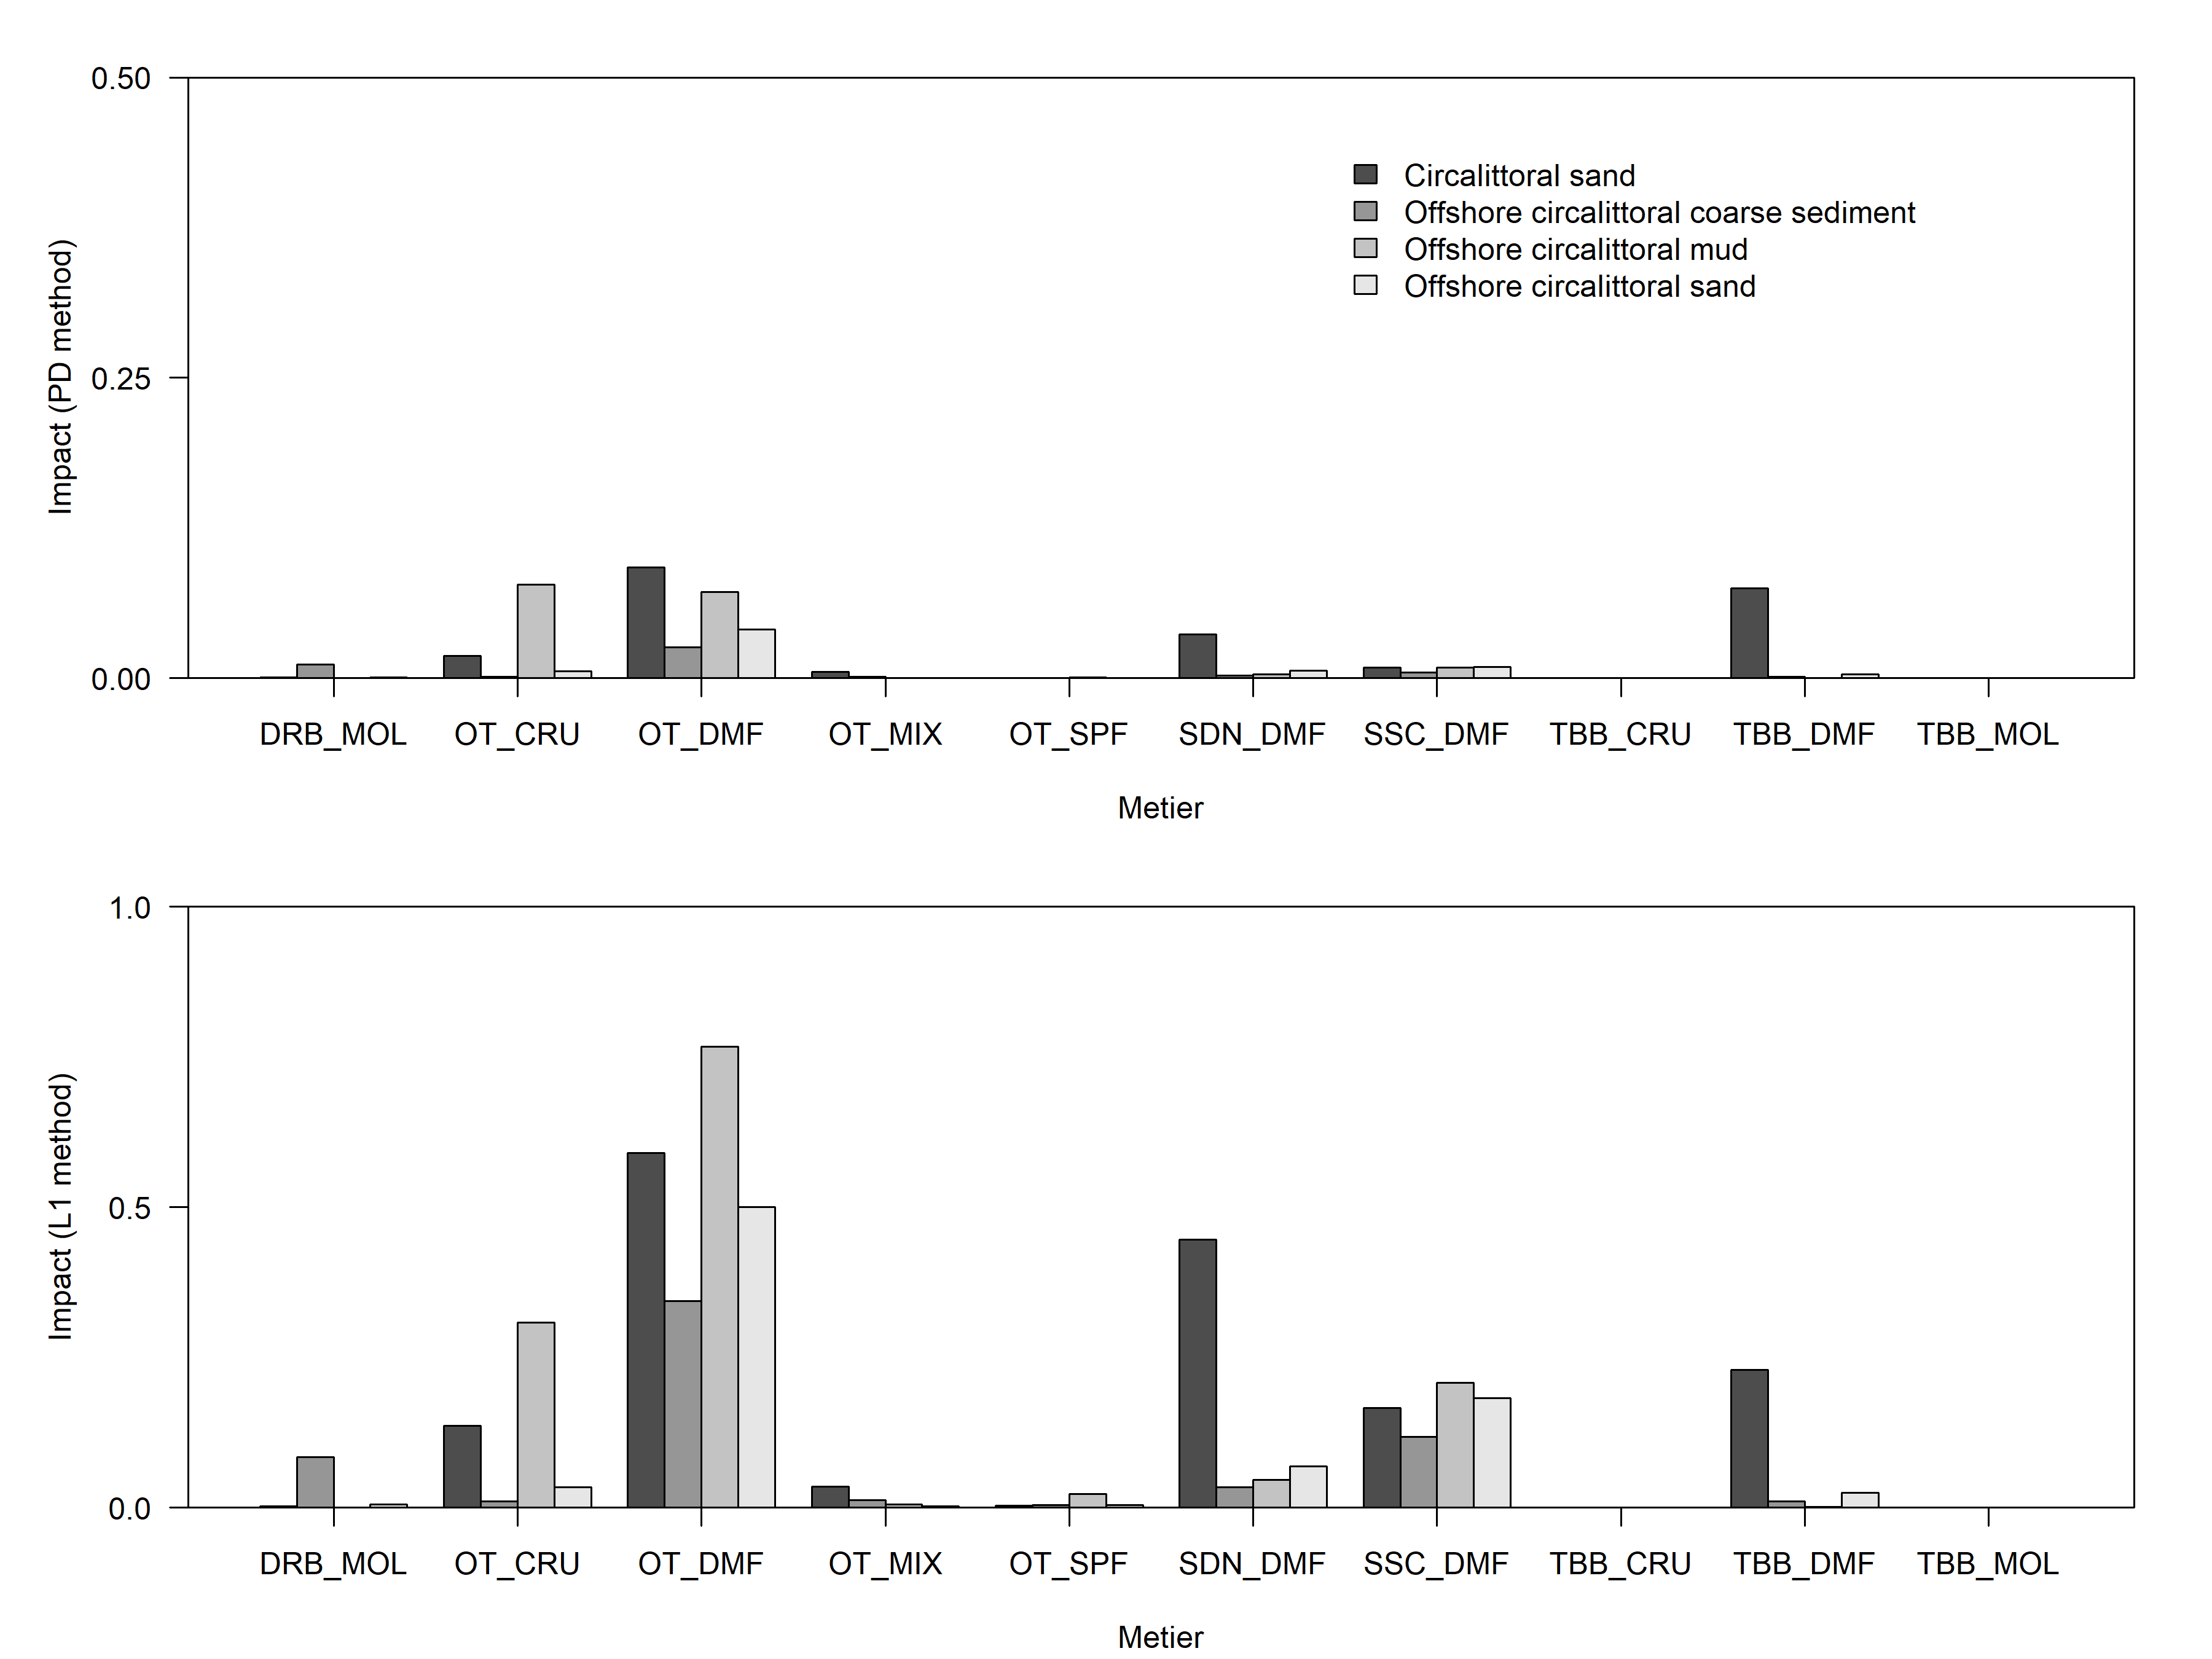 0.50
0.25
0.00
Impact (PD method)
Circalittoral sand
Offshore circalittoral coarse sediment
Offshore circalittoral mud
Offshore circalittoral sand
DRB_MOL OT_CRU OT_DMF OT_MIX OT_SPF SDN_DMF SSC_DMF TBB_CRU TBB_DMF TBB_MOL
Metier
1.0
0.5
0.0
Impact (L1 method)
DRB_MOL OT_CRU OT_DMF OT_MIX OT_SPF SDN_DMF SSC_DMF TBB_CRU TBB_DMF TBB_MOL
Metier